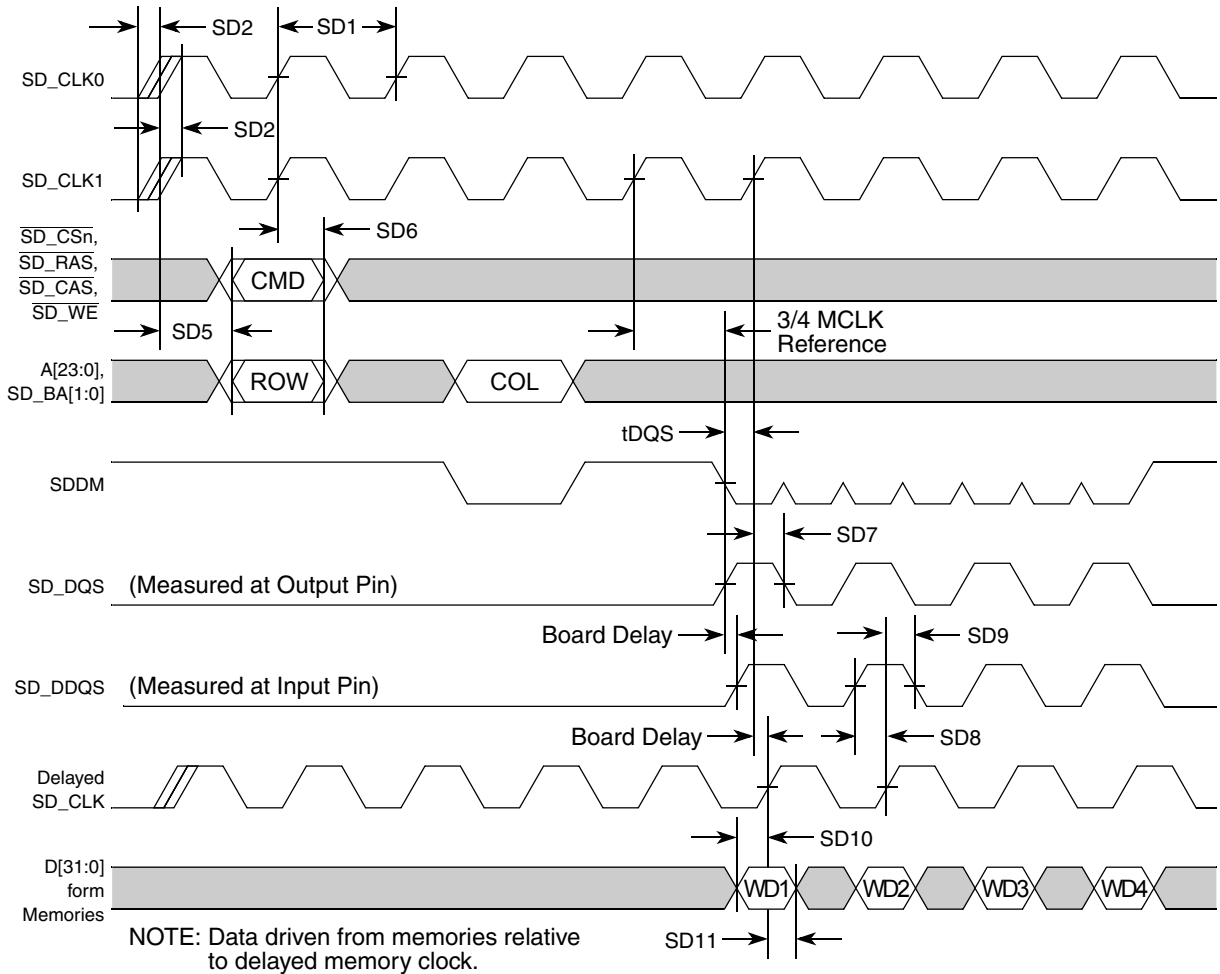 SD2
SD1
SD_CLK0
SD2
SD_CLK1
SD_CSn,
SD_RAS,
SD_CAS,
SD_WE
SD6
CMD
SD5
3/4 MCLK
Reference
A[23:0],
SD_BA[1:0]
ROW
COL
tDQS
SDDM
SD7
SD_DQS
(Measured at Output Pin)
Board Delay
SD9
SD_DDQS
(Measured at Input Pin)
Board Delay
SD8
Delayed
SD_CLK
SD10
D[31:0]
form
Memories
WD1
WD2
WD3
WD4
SD11
NOTE: Data driven from memories relative
to delayed memory clock.